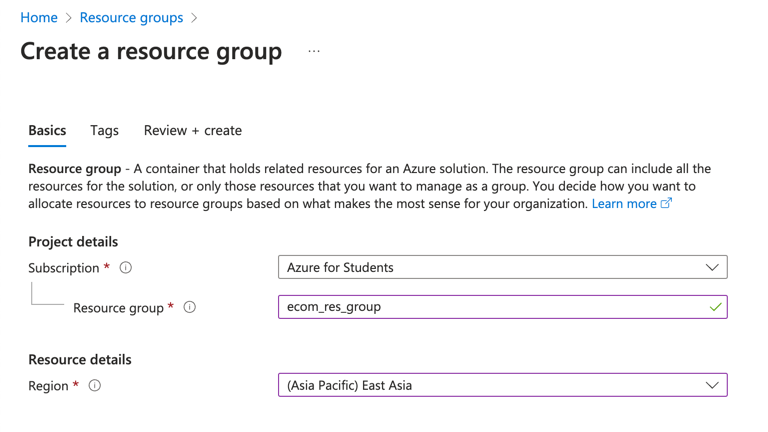 Home > Resource groups >
Create a resource group ...
Basics Tags Review + create
Resource group - A container that holds related resources for an Azure solution. The resource group can include all the
resources for the solution, or only those resources that you want to manage as a group. You decide how you want to
allocate resources to resource groups based on what makes the most sense for your organization. Learn more
Project details
Subscription * Azure for Students
Resource group * ecom_res_group
Resource details
Region * (Asia Pacific) East Asia